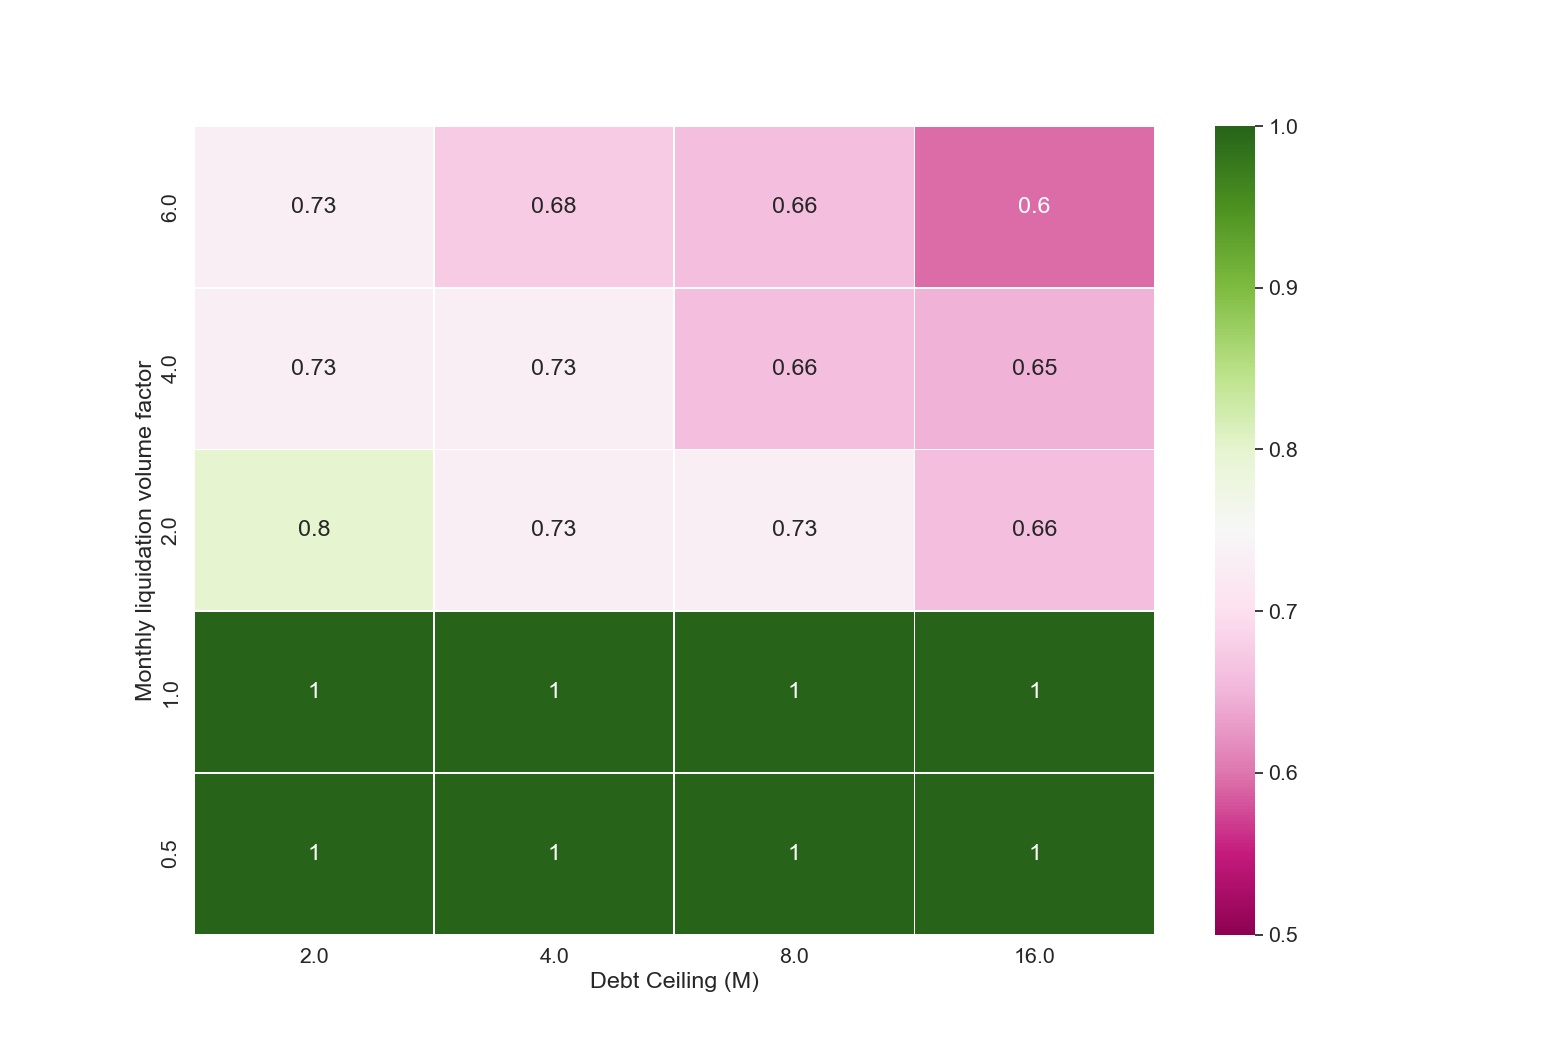 Monthly liquidation volume factor
6.0 0.73 0.68 0.66 0.6
4.0 0.73 0.73 0.66 0.65
2.0 0.8 0.73 0.73 0.66
1.0 1 1 1 1
0.5 1 1 1 1
2.0 4.0 8.0 16.0
Debt Ceiling (M)
1.0
0.9
0.8
0.7
0.6
0.5